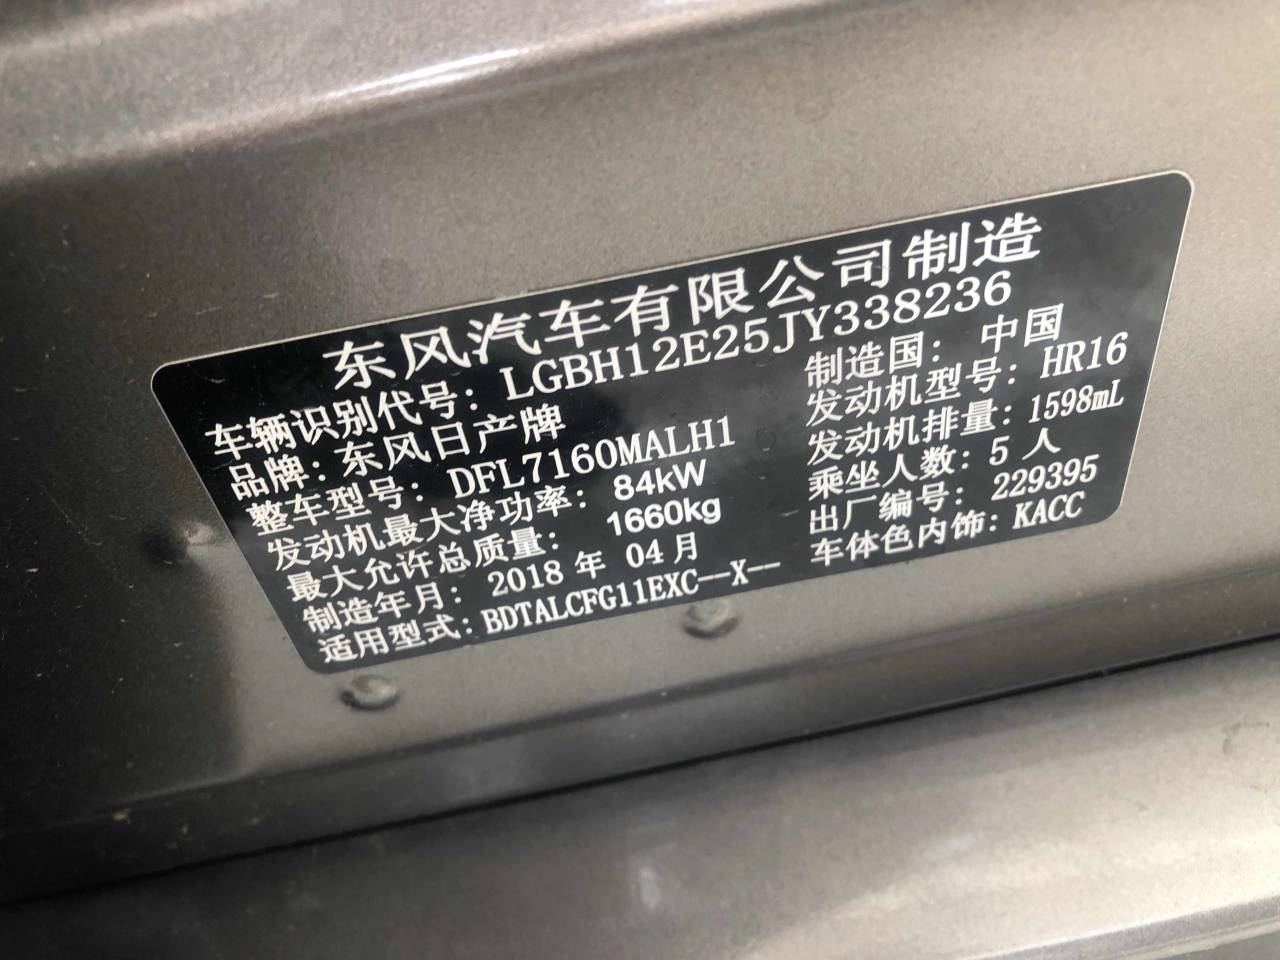 东风汽车有限公司制造
车辆识别代号：LGBH12E25JY338236
品牌：东风日产牌 制造国：中国
整车型号：DFL7160MALH1 发动机型号：HR16
发动机最大净功率：84kW 发动机排量：1598mL
最大允许总质量：1660kg 乘坐人数：5 人
制造年月：2018 年 04 月 出厂编号：229395
适用型式：BDTALCFG11EXC--X-- 车体色内饰：KACC